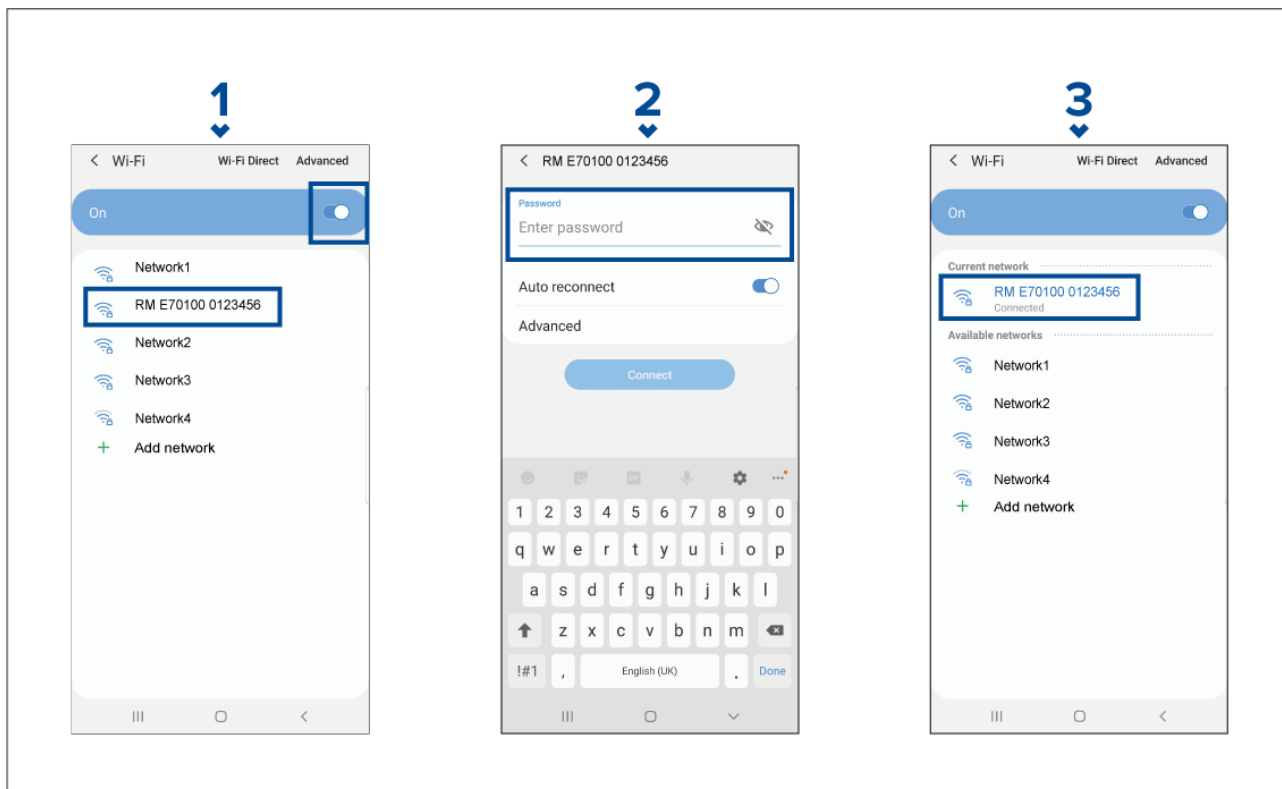 1
< Wi-Fi Wi-Fi Direct Advanced
On
Network1
RM E70100 0123456
Network2
Network3
Network4
+ Add network
2
< RM E70100 0123456
Password
Enter password
Auto reconnect
Advanced
Connect
1 2 3 4 5 6 7 8 9 0
q w e r t y u i o p
a s d f g h j k l
z x c v b n m
!#1 , English (UK) . Done
3
< Wi-Fi Wi-Fi Direct Advanced
On
Current network
RM E70100 0123456
Connected
Available networks
Network1
Network2
Network3
Network4
+ Add network